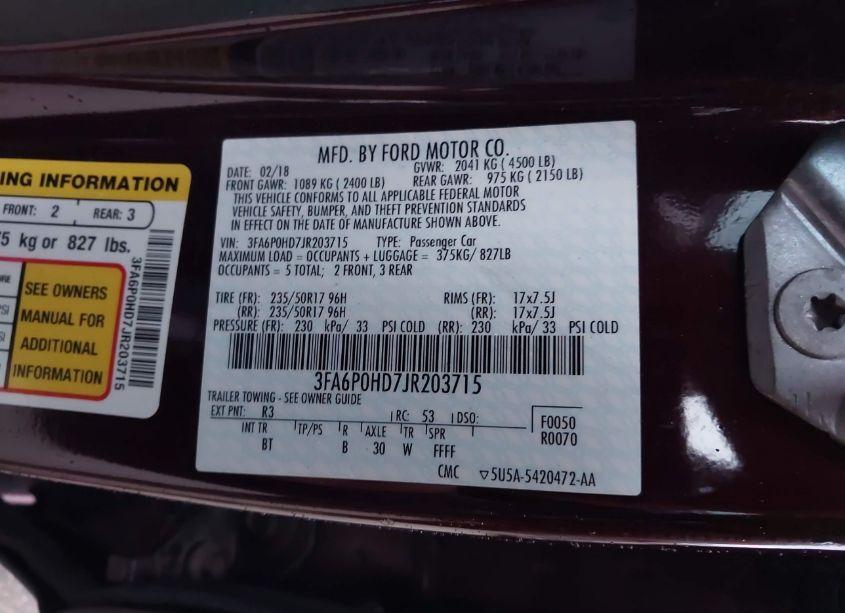 ING INFORMATION
FRONT: 2
REAR: 3
75 kg or 827 lbs.
SEE OWNERS
MANUAL FOR
ADDITIONAL
INFORMATION
3FA6P0HD7JR203715
MFD. BY FORD MOTOR CO.
DATE: 02/18 GVWR: 2041 KG ( 4500 LB)
FRONT GAWR: 1089 KG ( 2400 LB) REAR GAWR: 975 KG ( 2150 LB)
THIS VEHICLE CONFORMS TO ALL APPLICABLE FEDERAL MOTOR
VEHICLE SAFETY, BUMPER, AND THEFT PREVENTION STANDARDS
IN EFFECT ON THE DATE OF MANUFACTURE SHOWN ABOVE.
VIN: 3FA6P0HD7JR203715 TYPE: Passenger Car
MAXIMUM LOAD = OCCUPANTS + LUGGAGE = 375KG/ 827LB
OCCUPANTS = 5 TOTAL; 2 FRONT, 3 REAR
TIRE (FR): 235/50R17 96H RIMS (FR): 17x7.5J
(RR): 235/50R17 96H (RR): 17x7.5J
PRESSURE (FR): 230 kPa/ 33 PSI COLD (RR): 230 kPa/ 33 PSI COLD
3FA6P0HD7JR203715
TRAILER TOWING - SEE OWNER GUIDE
EXT PNT: R3 RC: 53 DSO: F0050
INT TR TP/PS R AXLE TR SPR R0070
BT B 30 W FFFF
CMC ▽5U5A-5420472-AA